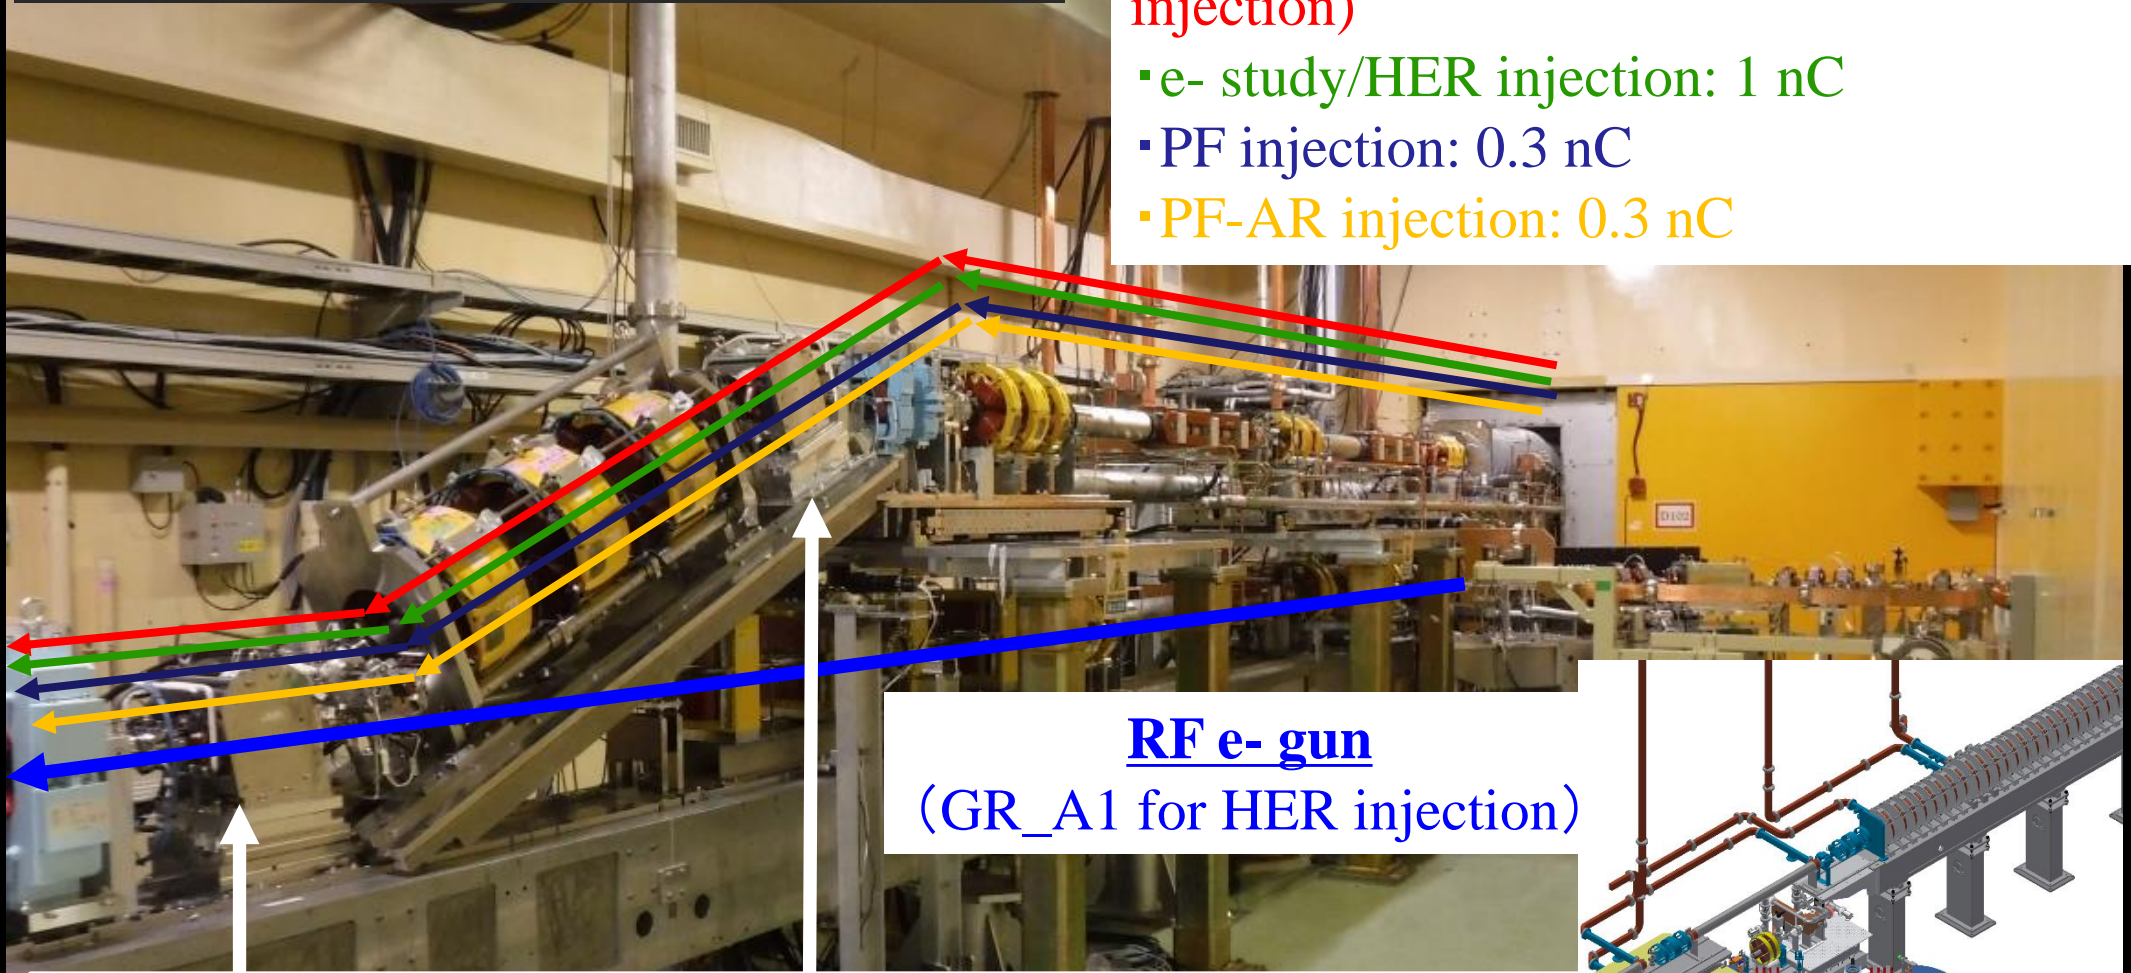 injection)
・e- study/HER injection: 1 nC
・PF injection: 0.3 nC
・PF-AR injection: 0.3 nC
D102
RF e- gun
（GR_A1 for HER injection）